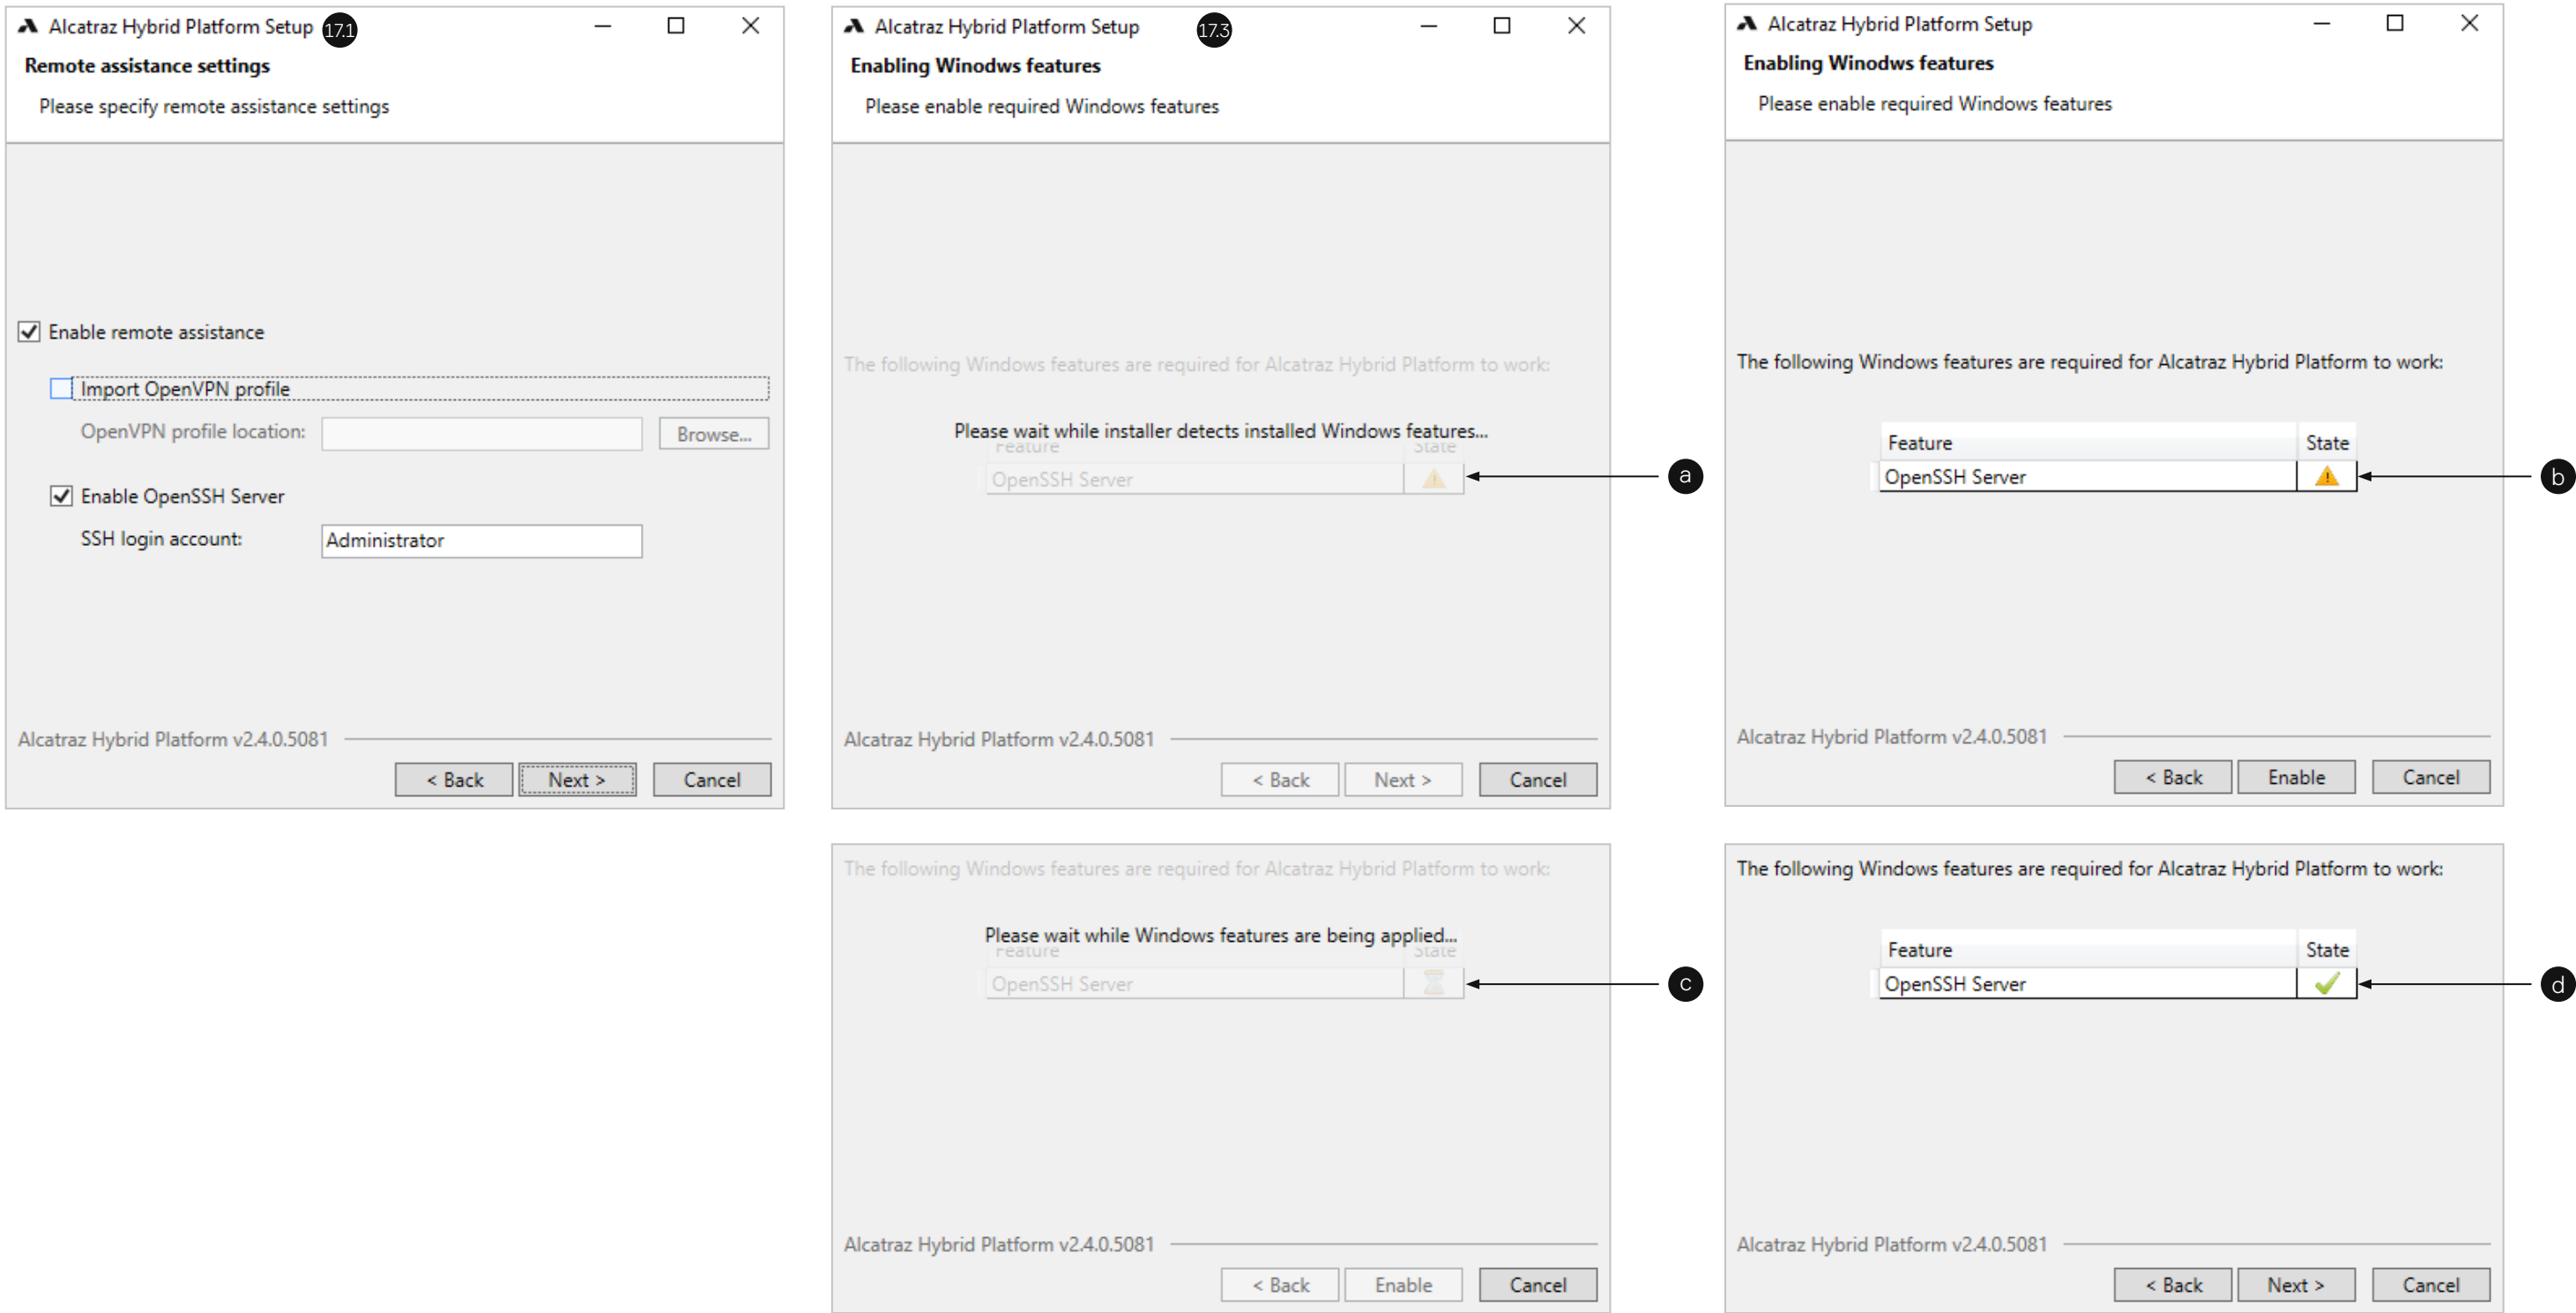 Alcatraz Hybrid Platform Setup 17.1
Remote assistance settings
Please specify remote assistance settings
Enable remote assistance
Import OpenVPN profile
OpenVPN profile location:
Browse...
Enable OpenSSH Server
SSH login account:
Administrator
Alcatraz Hybrid Platform v2.4.0.5081
< Back
Next >
Cancel
Alcatraz Hybrid Platform Setup 17.3
Enabling Winodws features
Please enable required Windows features
The following Windows features are required for Alcatraz Hybrid Platform to work:
Please wait while installer detects installed Windows features...
Feature State
OpenSSH Server
a
Alcatraz Hybrid Platform v2.4.0.5081
< Back
Next >
Cancel
Alcatraz Hybrid Platform Setup
Enabling Winodws features
Please enable required Windows features
The following Windows features are required for Alcatraz Hybrid Platform to work:
Feature State
OpenSSH Server
b
Alcatraz Hybrid Platform v2.4.0.5081
< Back
Enable
Cancel
The following Windows features are required for Alcatraz Hybrid Platform to work:
Please wait while Windows features are being applied...
Feature State
OpenSSH Server
c
Alcatraz Hybrid Platform v2.4.0.5081
< Back
Enable
Cancel
The following Windows features are required for Alcatraz Hybrid Platform to work:
Feature State
OpenSSH Server
d
Alcatraz Hybrid Platform v2.4.0.5081
< Back
Next >
Cancel